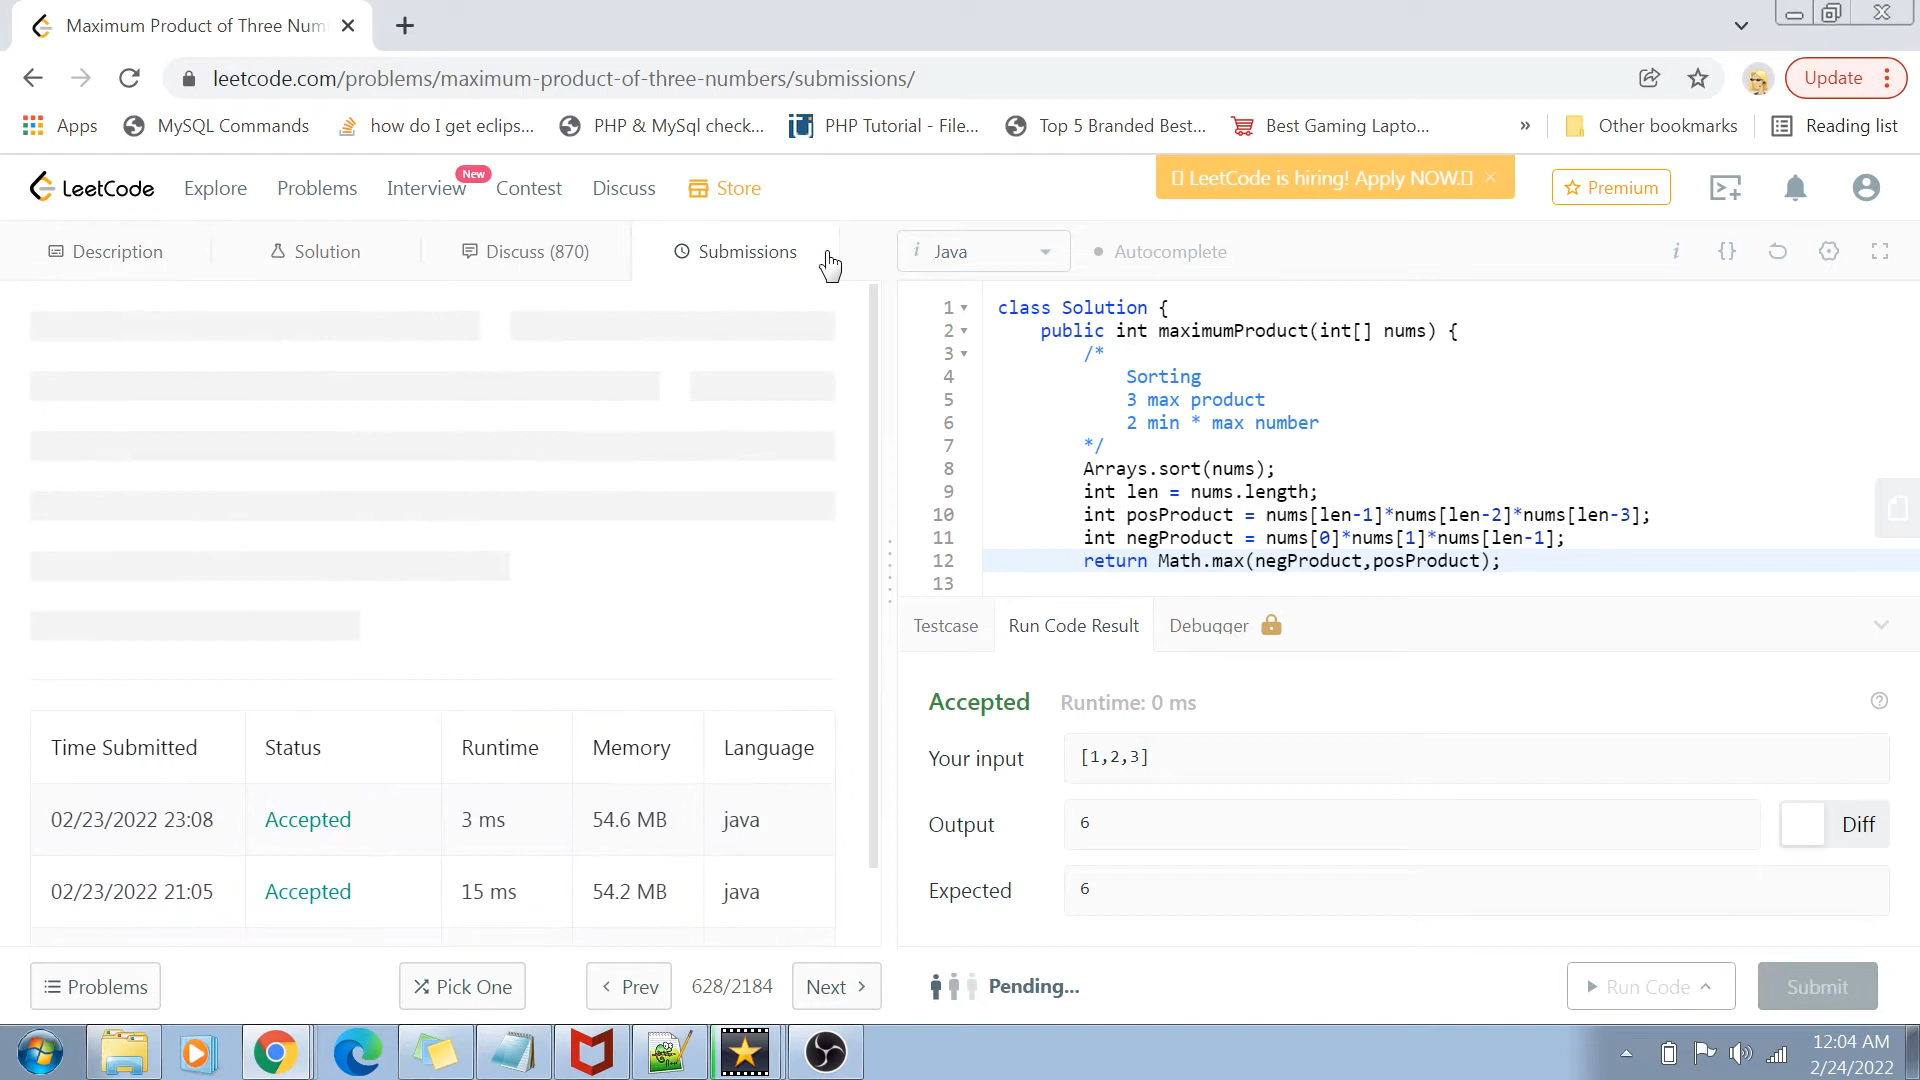 Maximum Product of Three Num
leetcode.com/problems/maximum-product-of-three-numbers/submissions/
Update
Apps
MySQL Commands
how do I get eclips...
PHP & MySql check...
PHP Tutorial - File...
Top 5 Branded Best...
Best Gaming Lapto...
»
Other bookmarks
Reading list
LeetCode
Explore
Problems
Interview
New
Contest
Discuss
Store
LeetCode is hiring! Apply NOW.
Premium
Description
Solution
Discuss (870)
Submissions
i Java
Autocomplete
i {}
1 class Solution {
2 public int maximumProduct(int[] nums) {
3 /*
4 Sorting
5 3 max product
6 2 min * max number
7 */
8 Arrays.sort(nums);
9 int len = nums.length;
10 int posProduct = nums[len-1]*nums[len-2]*nums[len-3];
11 int negProduct = nums[0]*nums[1]*nums[len-1];
12 return Math.max(negProduct,posProduct);
13
Testcase
Run Code Result
Debugger
Accepted
Runtime: 0 ms
Your input
[1,2,3]
Output
6
Diff
Expected
6
Time Submitted Status Runtime Memory Language
02/23/2022 23:08 Accepted 3 ms 54.6 MB java
02/23/2022 21:05 Accepted 15 ms 54.2 MB java
Problems
Pick One
Prev
628/2184
Next
Pending...
Run Code
Submit
12:04 AM
2/24/2022